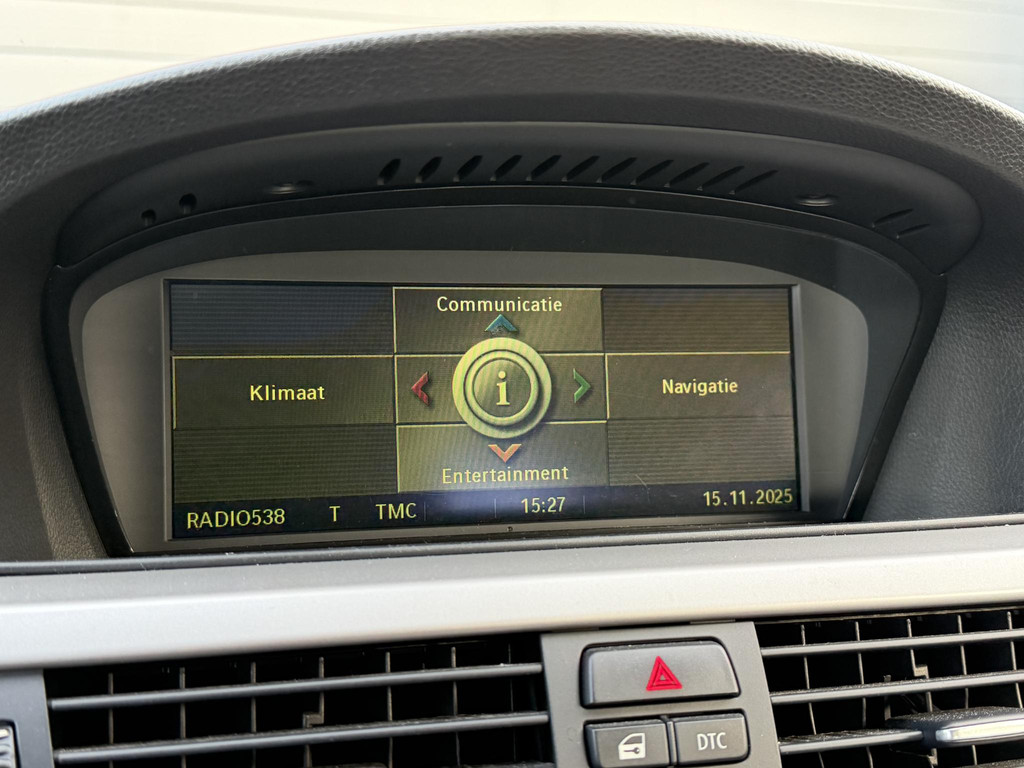 Communicatie
Klimaat
i
Navigatie
Entertainment
RADIO538 T TMC 15:27 15.11.2025
DTC